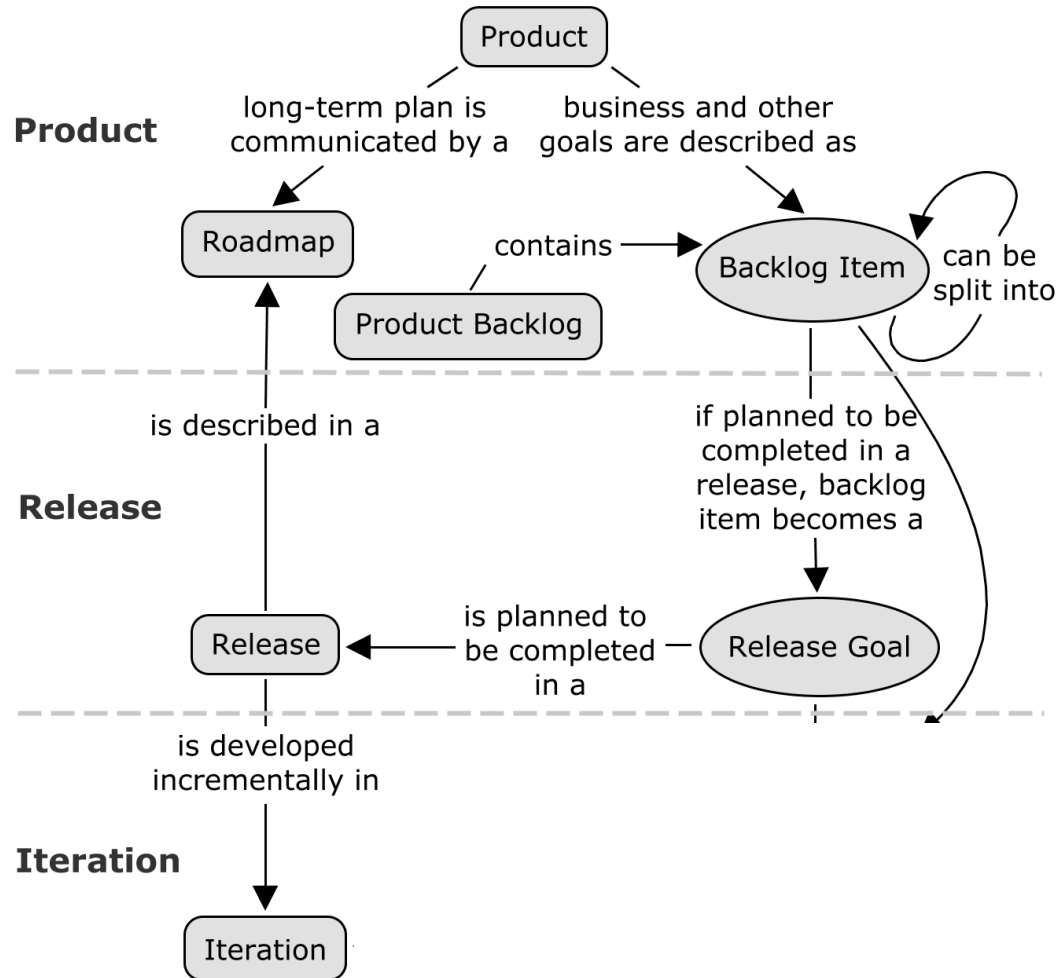 Product
long-term plan is
communicated by a
business and other
goals are described as
Product
Roadmap
contains
Backlog Item
can be
split into
Product Backlog
is described in a
if planned to be
completed in a
release, backlog
item becomes a
Release
Release
is planned to
be completed
in a
Release Goal
is developed
incrementally in
Iteration
Iteration